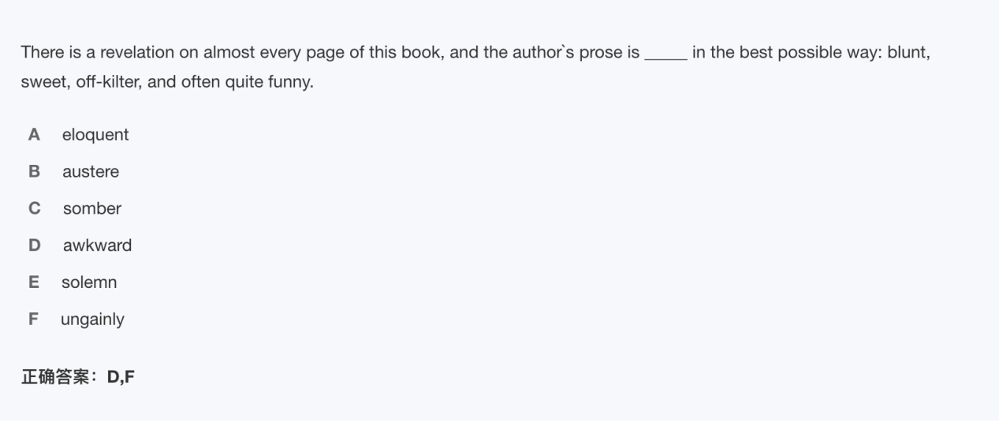 There is a revelation on almost every page of this book, and the author`s prose is _____ in the best possible way: blunt,
sweet, off-kilter, and often quite funny.
A eloquent
B austere
C somber
D awkward
E solemn
F ungainly
正确答案：D,F